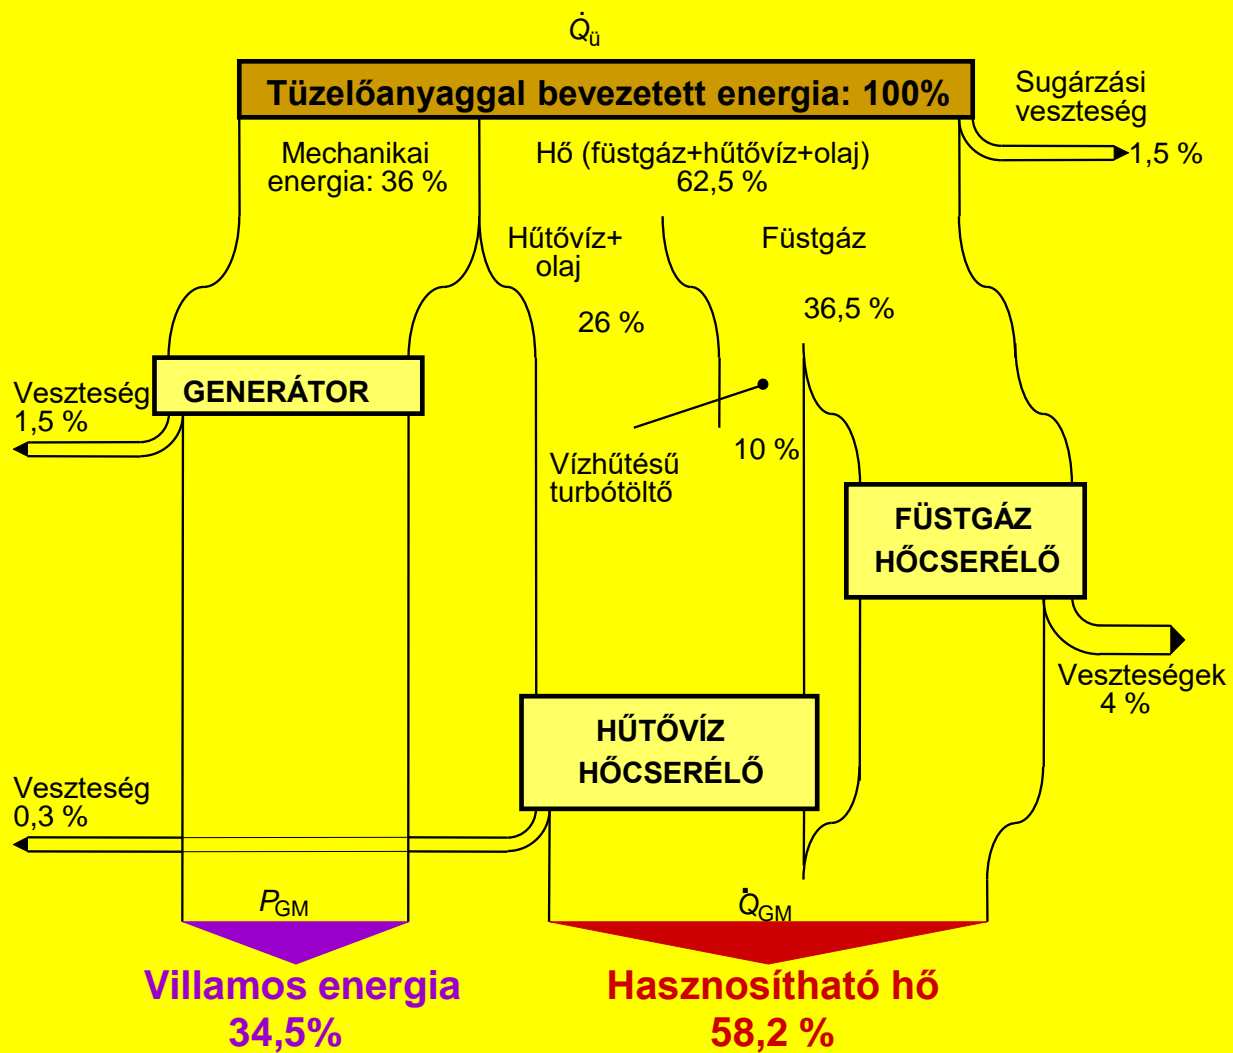 Q̇ü
Tüzelőanyaggal bevezetett energia: 100%
Sugárzási
veszteség
1,5 %
Mechanikai
energia: 36 %
Hő (füstgáz+hűtővíz+olaj)
62,5 %
Hűtővíz+
olaj
26 %
Füstgáz
36,5 %
Veszteség
1,5 %
GENERÁTOR
Vízhűtésű
turbótöltő
10 %
FÜSTGÁZ
HŐCSERÉLŐ
Veszteségek
4 %
HŰTŐVÍZ
HŐCSERÉLŐ
Veszteség
0,3 %
PGM
Q̇GM
Villamos energia
34,5%
Hasznosítható hő
58,2 %